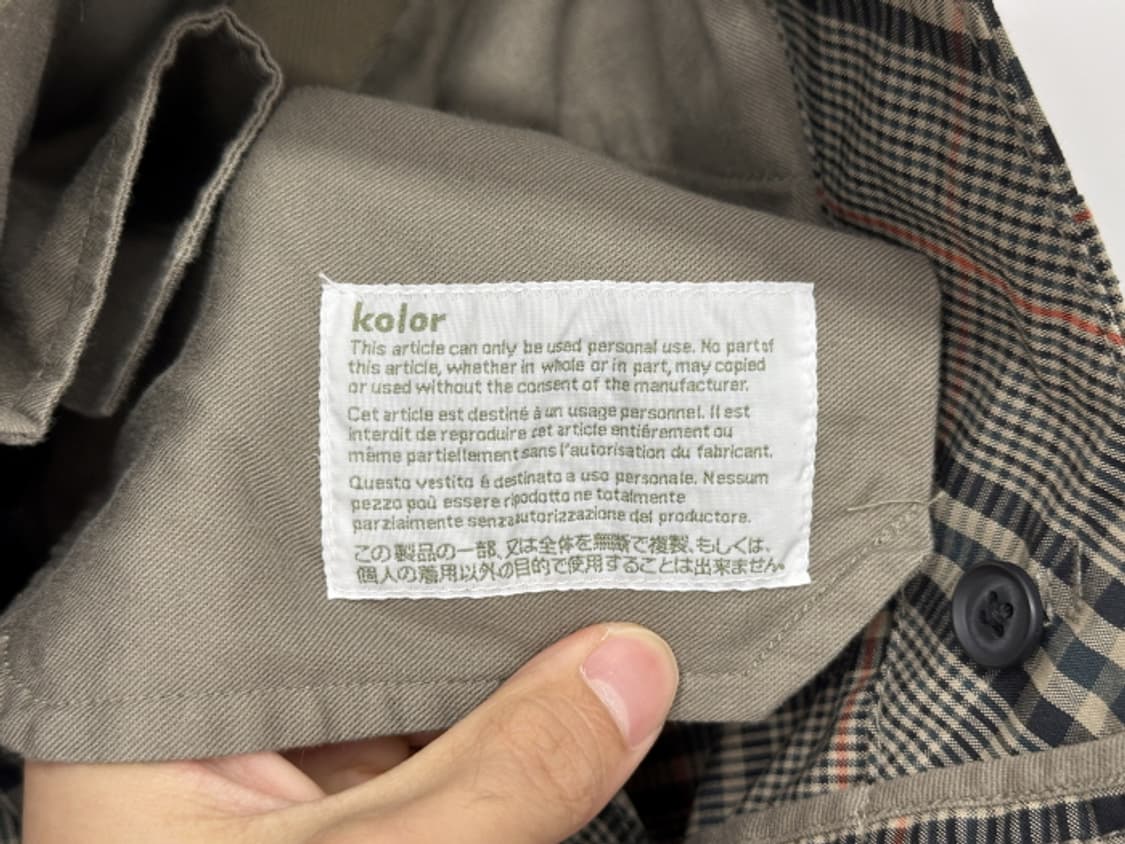 kolor
This article can only be used personal use. No part of
this article, whether in whole or in part, may copied
or used without the consent of the manufacturer.
Cet article est destiné à un usage personnel. Il est
interdit de reproduire cet article entiérement ou
même partiellement sans l'autorisation du fabricant.
Questo vestito é destinato a uso personale. Nessum
pezzo poù essere ripodotto ne totalmente
parzialmente senza autorizzazione del productore.
この製品の一部、又は全体を無断で複製、もしくは、
個人の着用以外の目的で使用することは出来ません。